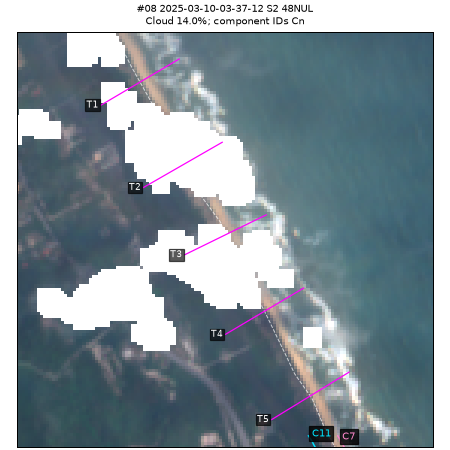 #08 2025-03-10-03-37-12 S2 48NUL
Cloud 14.0%; component IDs Cn
T1
T2
T3
T4
T5
C11
C7